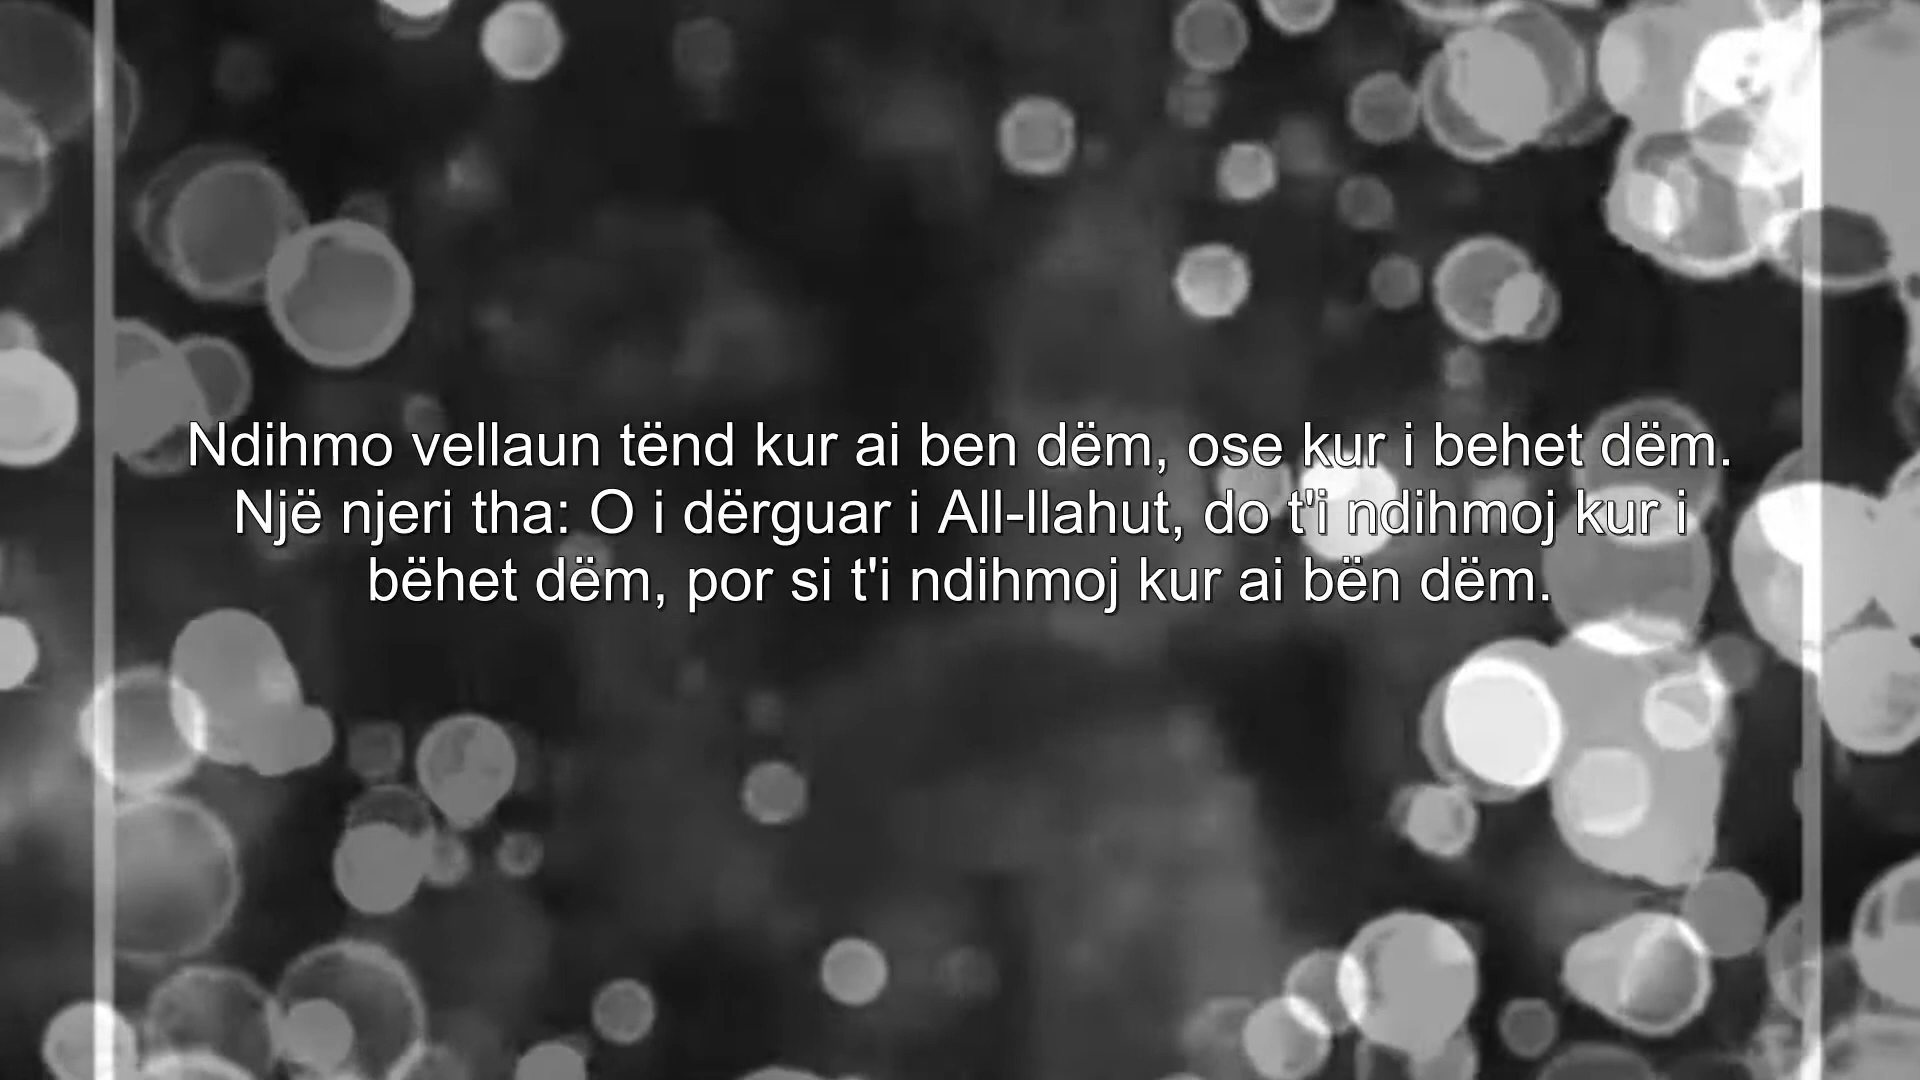 Ndihmo vellaun tënd kur ai ben dëm, ose kur i behet dëm.
Një njeri tha: O i dërguar i All-llahut, do t'i ndihmoj kur i
bëhet dëm, por si t'i ndihmoj kur ai bën dëm.